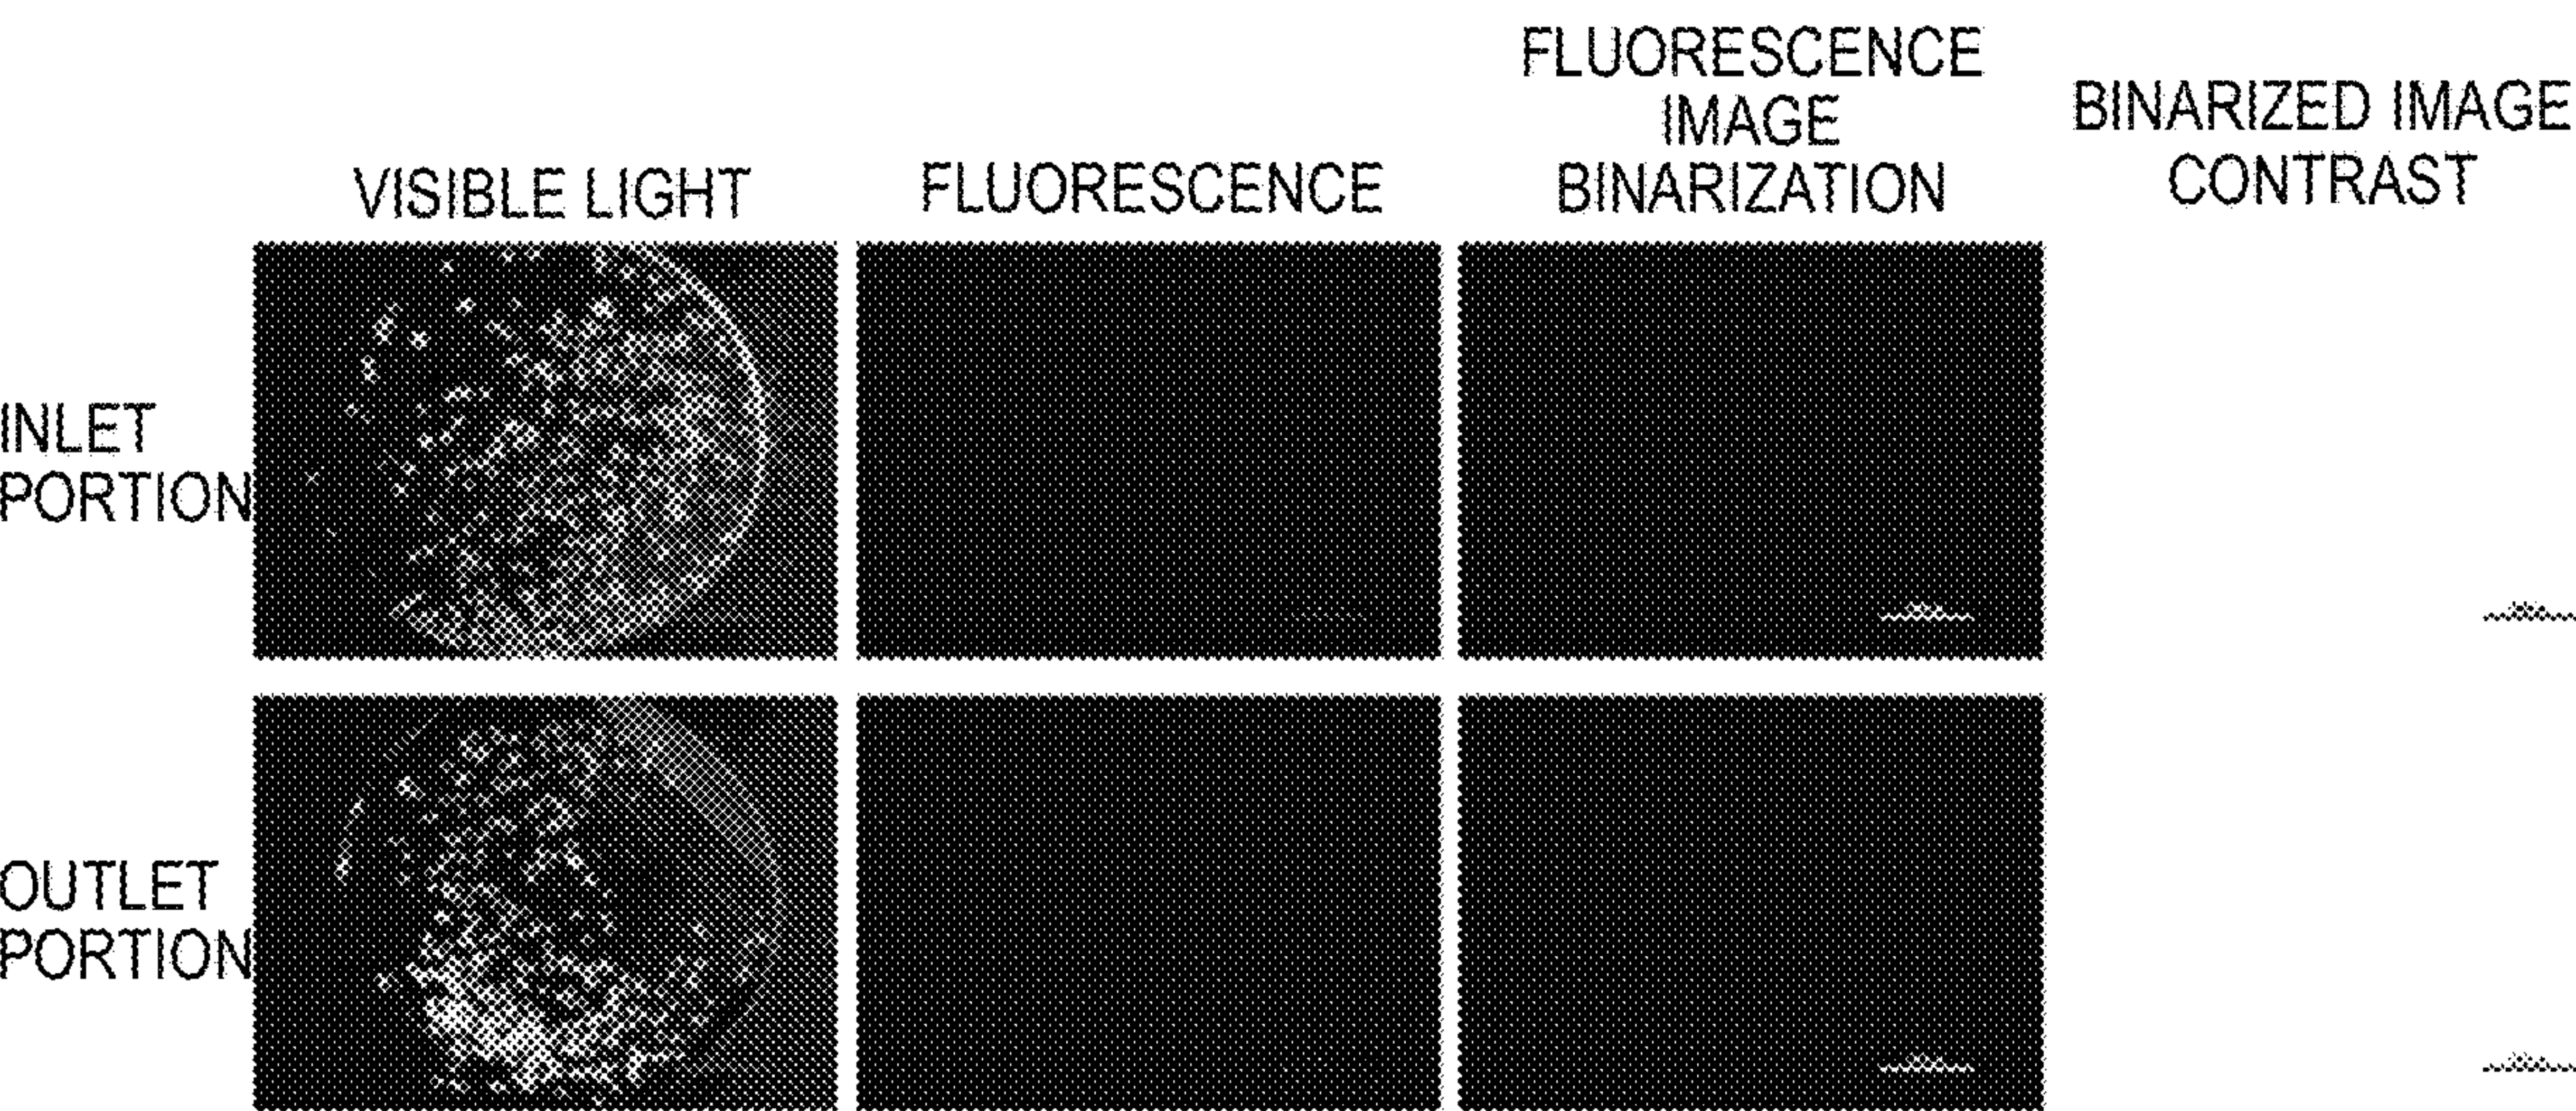 FLUORESCENCE
IMAGE
BINARIZATION
BINARIZED IMAGE
CONTRAST
VISIBLE LIGHT
FLUORESCENCE
INLET
PORTION
OUTLET
PORTION